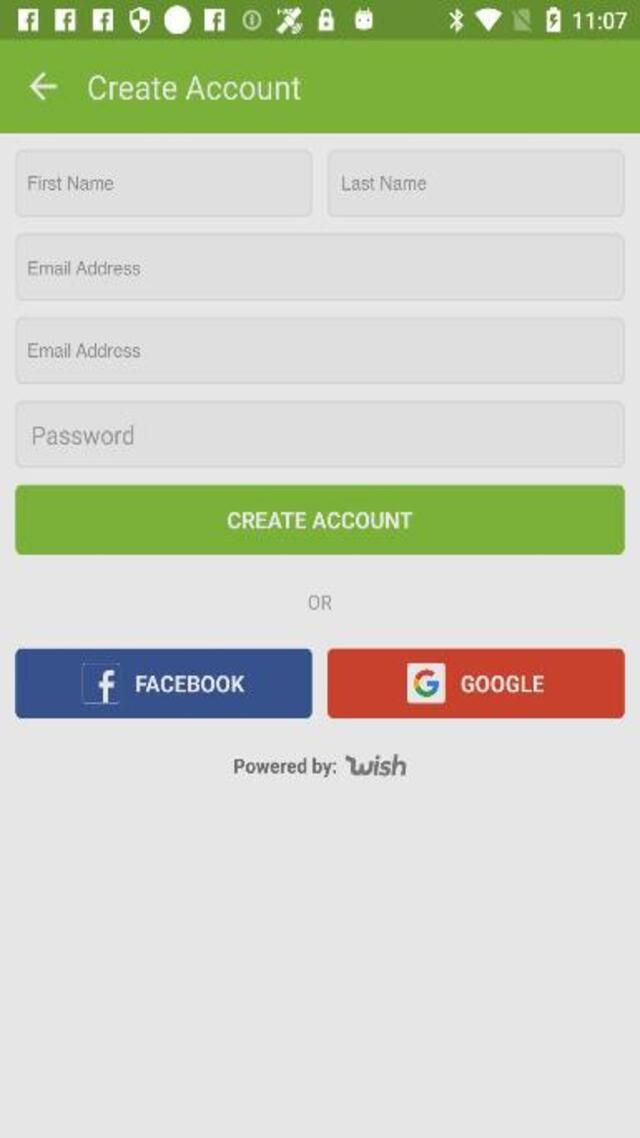 11:07
Create Account
First Name Last Name
Email Address
Email Address
Password
CREATE ACCOUNT
OR
FACEBOOK GOOGLE
Powered by: wish